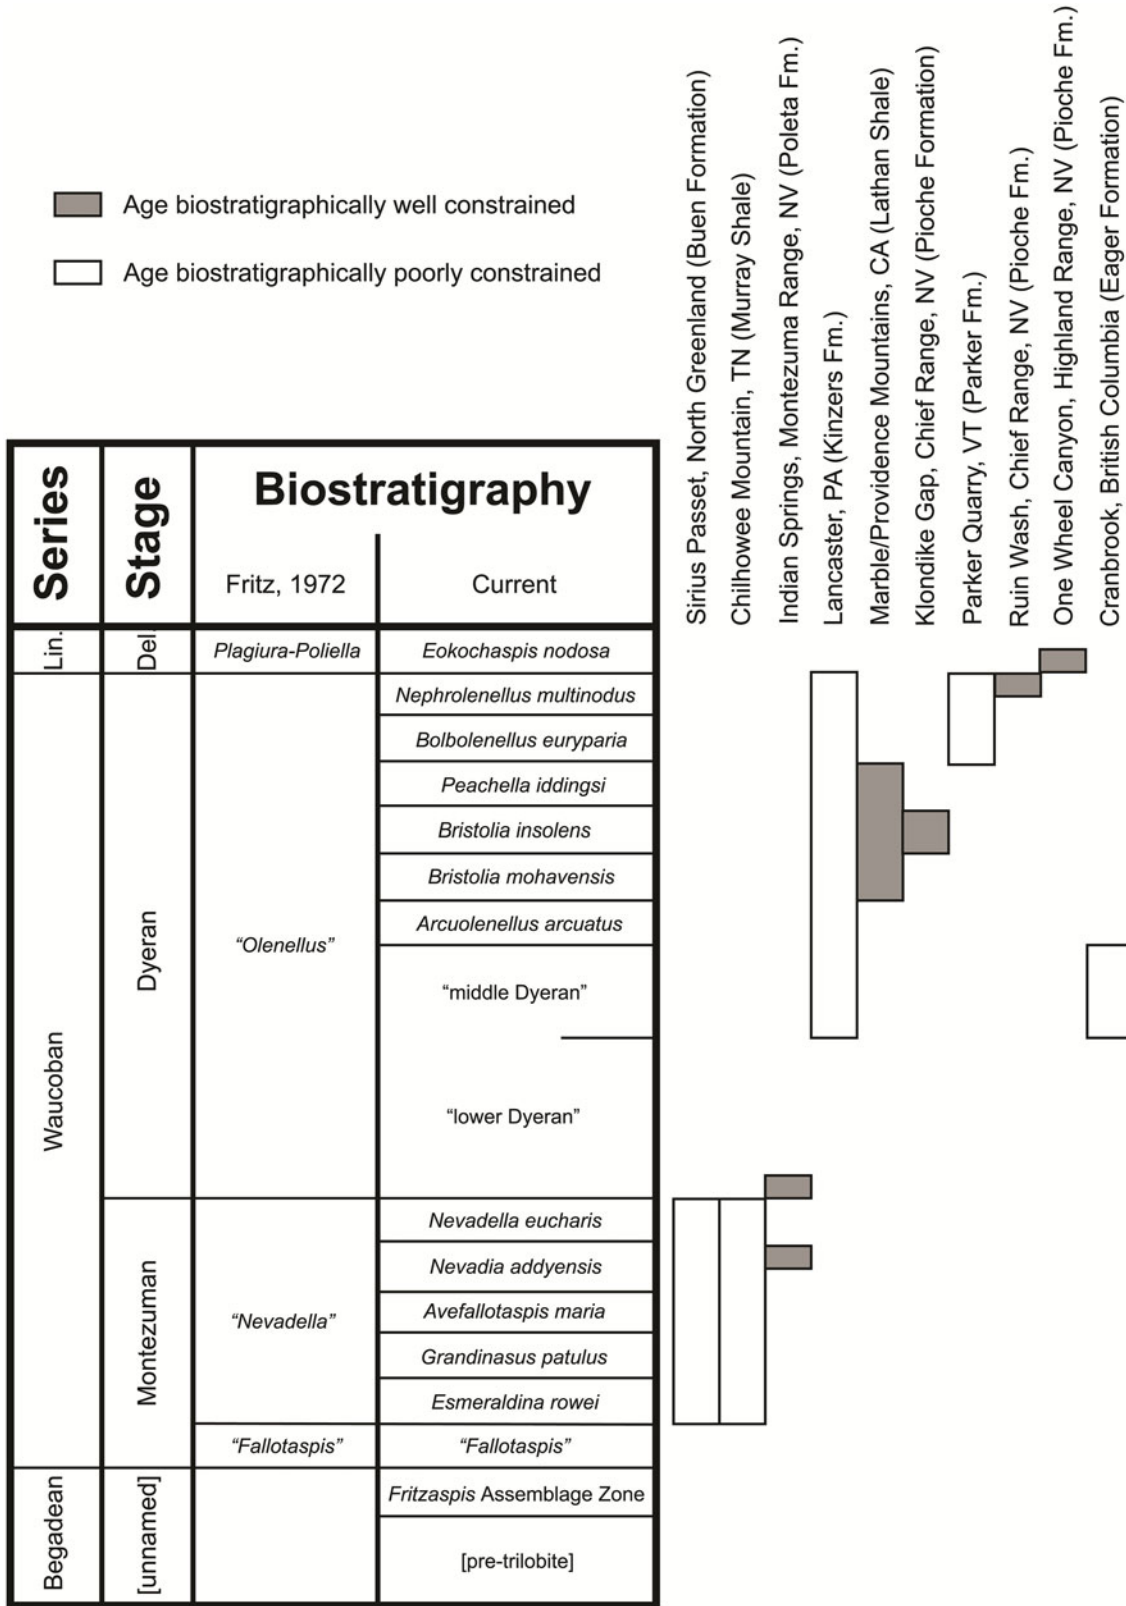 Age biostratigraphically well constrained
Age biostratigraphically poorly constrained
Sirius Passet, North Greenland (Buen Formation)
Chilhowee Mountain, TN (Murray Shale)
Indian Springs, Montezuma Range, NV (Poleta Fm.)
Lancaster, PA (Kinzers Fm.)
Marble/Providence Mountains, CA (Lathan Shale)
Klondike Gap, Chief Range, NV (Pioche Formation)
Parker Quarry, VT (Parker Fm.)
Ruin Wash, Chief Range, NV (Pioche Fm.)
One Wheel Canyon, Highland Range, NV (Pioche Fm.)
Cranbrook, British Columbia (Eager Formation)
Series
Stage
Biostratigraphy
Fritz, 1972
Current
Lin.
Del.
Plagiura-Poliella
Eokochaspis nodosa
Waucoban
Dyeran
"Olenellus"
Nephrolenellus multinodus
Bolbolenellus euryparia
Peachella iddingsi
Bristolia insolens
Bristolia mohavensis
Arcuolenellus arcuatus
“middle Dyeran”
“lower Dyeran”
Montezuman
“Nevadella”
Nevadella eucharis
Nevadia addyensis
Avefallotaspis maria
Grandinasus patulus
Esmeraldina rowei
“Fallotaspis”
“Fallotaspis”
Begadean
[unnamed]
Fritzaspis Assemblage Zone
[pre-trilobite]